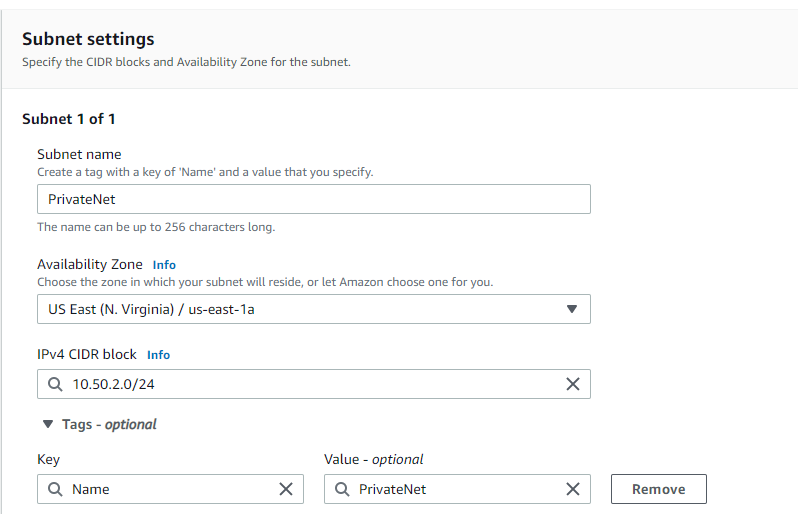 Subnet settings
Specify the CIDR blocks and Availability Zone for the subnet.
Subnet 1 of 1
Subnet name
Create a tag with a key of 'Name' and a value that you specify.
PrivateNet
The name can be up to 256 characters long.
Availability Zone Info
Choose the zone in which your subnet will reside, or let Amazon choose one for you.
US East (N. Virginia) / us-east-1a
IPv4 CIDR block Info
10.50.2.0/24
Tags - optional
Key Value - optional
Name PrivateNet Remove